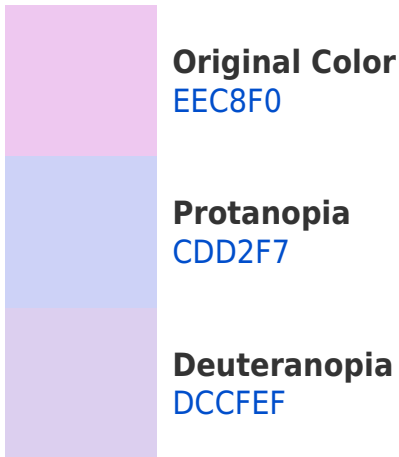 Original Color
EEC8F0
Protanopia
CDD2F7
Deuteranopia
DCCFEF